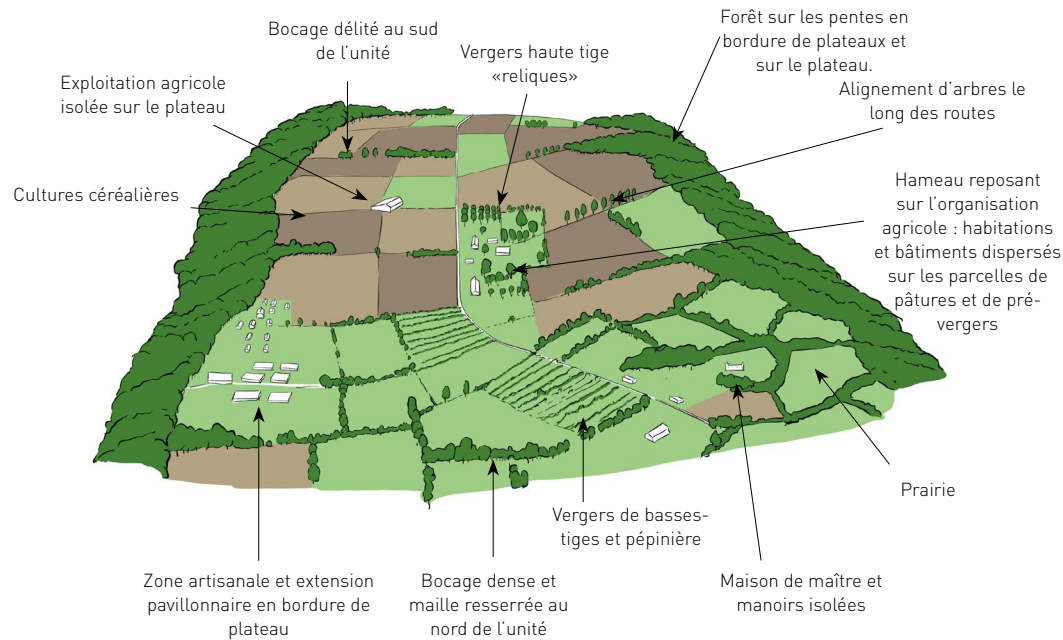 Bocage délité au sud
de l’unité
Vergers haute tige
«reliques»
Forêt sur les pentes en
bordure de plateaux et
sur le plateau.
Exploitation agricole
isolée sur le plateau
Alignement d’arbres le
long des routes
Cultures céréalières
Hameau reposant
sur l’organisation
agricole : habitations
et bâtiments dispersés
sur les parcelles de
pâtures et de pré-
vergers
Prairie
Vergers de basses-
tiges et pépinière
Zone artisanale et extension
pavillonnaire en bordure de
plateau
Bocage dense et
maille resserrée au
nord de l’unité
Maison de maître et
manoirs isolées